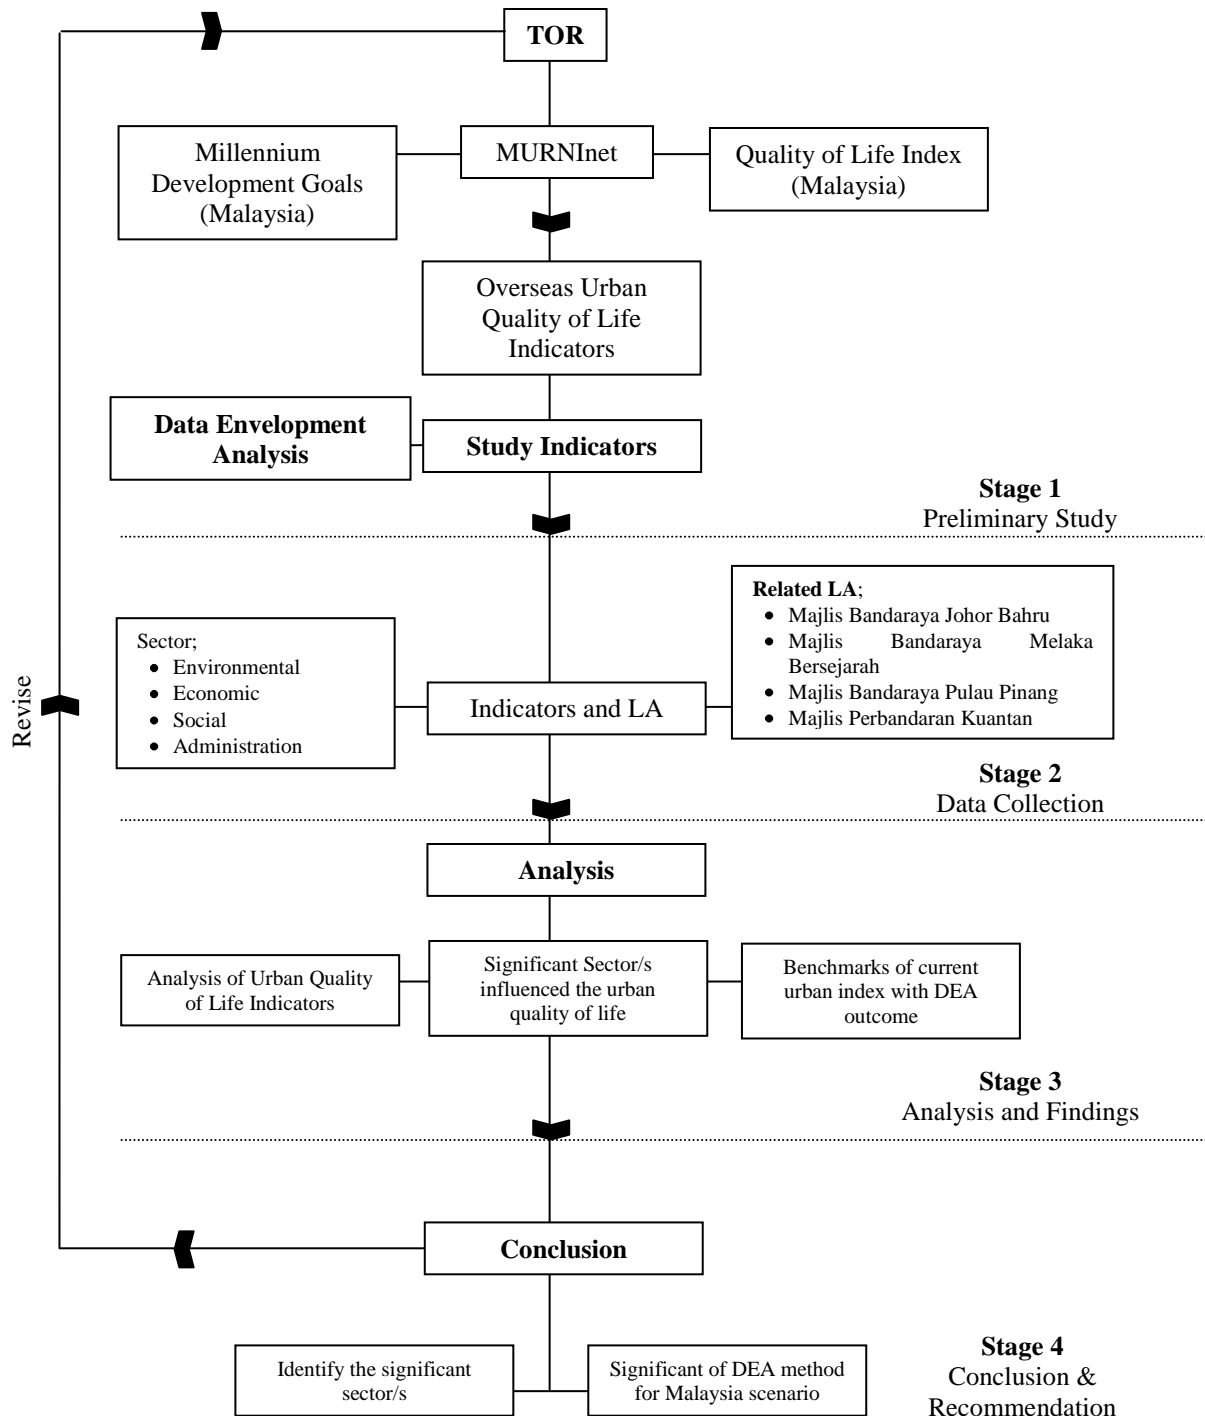 TOR
Millennium
Development Goals
(Malaysia)
MURNInet
Quality of Life Index
(Malaysia)
Overseas Urban
Quality of Life
Indicators
Data Envelopment
Analysis
Study Indicators
Stage 1
Preliminary Study
Sector;
• Environmental
• Economic
• Social
• Administration
Indicators and LA
Related LA;
• Majlis Bandaraya Johor Bahru
• Majlis Bandaraya Melaka
Bersejarah
• Majlis Bandaraya Pulau Pinang
• Majlis Perbandaran Kuantan
Revise
Stage 2
Data Collection
Analysis
Analysis of Urban Quality
of Life Indicators
Significant Sector/s
influenced the urban
quality of life
Benchmarks of current
urban index with DEA
outcome
Stage 3
Analysis and Findings
Conclusion
Identify the significant
sector/s
Significant of DEA method
for Malaysia scenario
Stage 4
Conclusion &
Recommendation